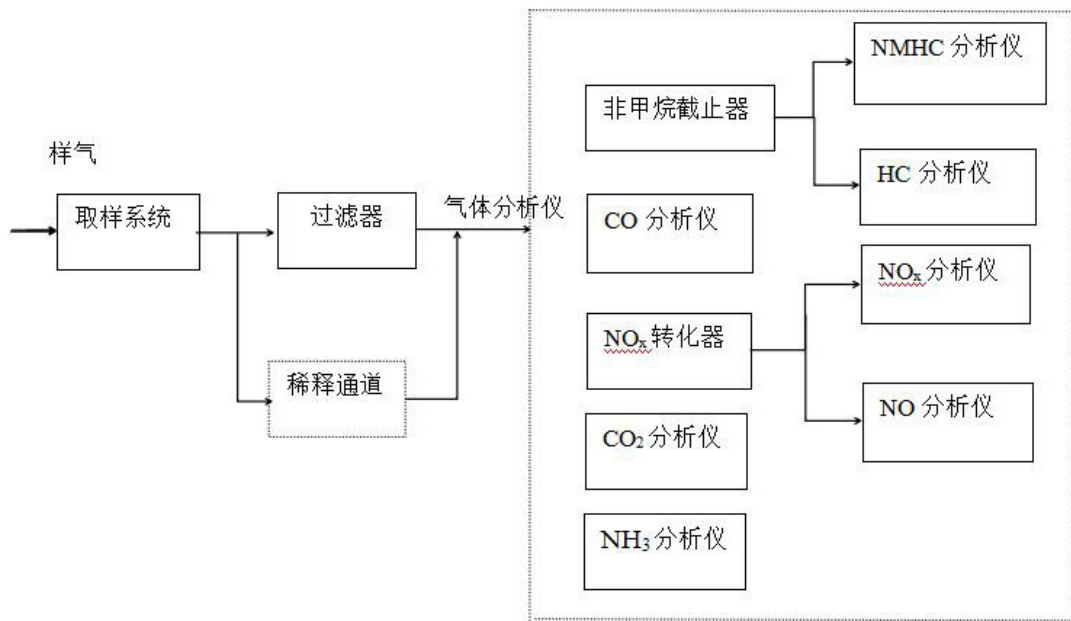 样气
取样系统
过滤器
稀释通道
气体分析仪
非甲烷截止器
NMHC 分析仪
HC 分析仪
CO 分析仪
NOx 转化器
NOx 分析仪
NO 分析仪
CO2 分析仪
NH3 分析仪